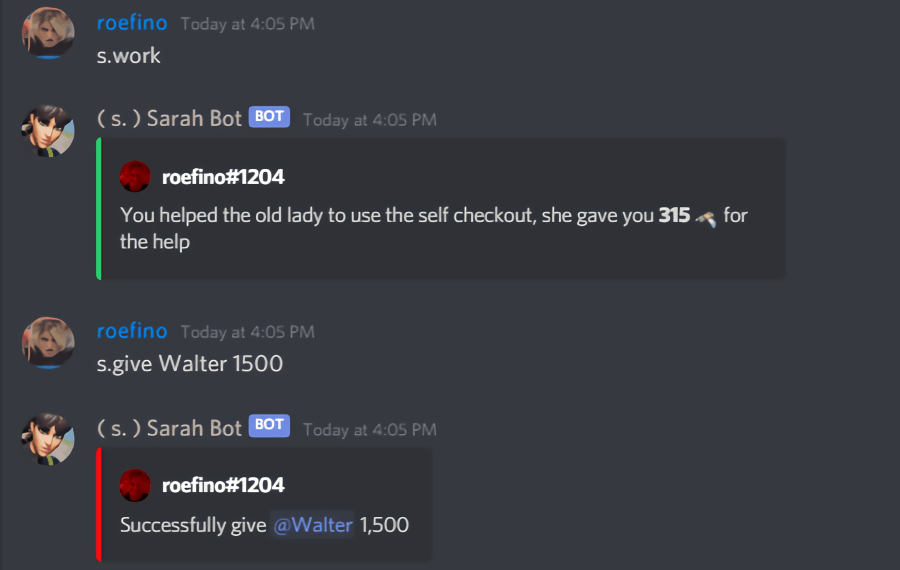 roefino Today at 4:05 PM
s.work
( s. ) Sarah Bot BOT Today at 4:05 PM
roefino#1204
You helped the old lady to use the self checkout, she gave you 315 for
the help
roefino Today at 4:05 PM
s.give Walter 1500
( s. ) Sarah Bot BOT Today at 4:05 PM
roefino#1204
Successfully give @Walter 1,500